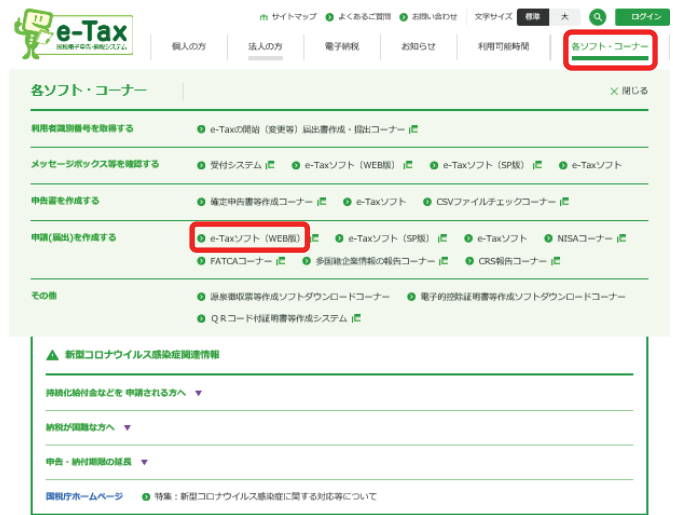 サイトマップ よくあるご質問 お問い合わせ 文字サイズ 標準 大 ログイン
e-Tax
国税電子申告・納税システム
個人の方 法人の方 電子納税 お知らせ 利用可能時間 各ソフト・コーナー
各ソフト・コーナー × 閉じる
利用者識別番号を取得する e-Taxの開始（変更等）届出書作成・提出コーナー
メッセージボックス等を確認する 受付システム e-Taxソフト（WEB版） e-Taxソフト（SP版） e-Taxソフト
申告書を作成する 確定申告書等作成コーナー e-Taxソフト CSVファイルチェックコーナー
申請(届出)を作成する e-Taxソフト（WEB版） e-Taxソフト（SP版） e-Taxソフト NISAコーナー
FATCAコーナー 多国籍企業情報の報告コーナー CRS報告コーナー
その他 源泉徴収票等作成ソフトダウンロードコーナー 電子的控除証明書等作成ソフトダウンロードコーナー
QRコード付証明書等作成システム
新型コロナウイルス感染症関連情報
持続化給付金などを 申請される方へ ▼
納税が困難な方へ ▼
申告・納付期限の延長 ▼
国税庁ホームページ 特集：新型コロナウイルス感染症に関する対応等について